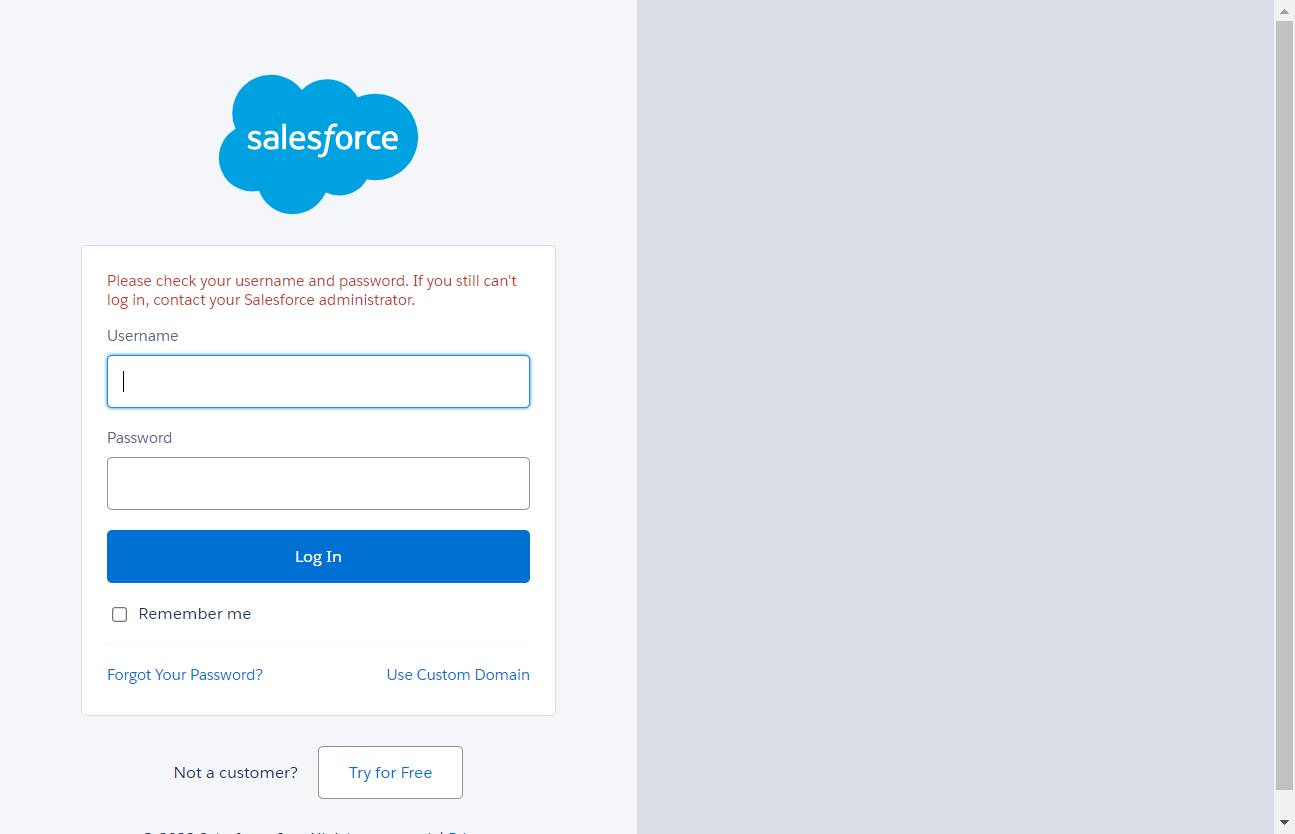 salesforce
Please check your username and password. If you still can't
log in, contact your Salesforce administrator.
Username
Password
Log In
Remember me
Forgot Your Password?
Use Custom Domain
Not a customer?
Try for Free